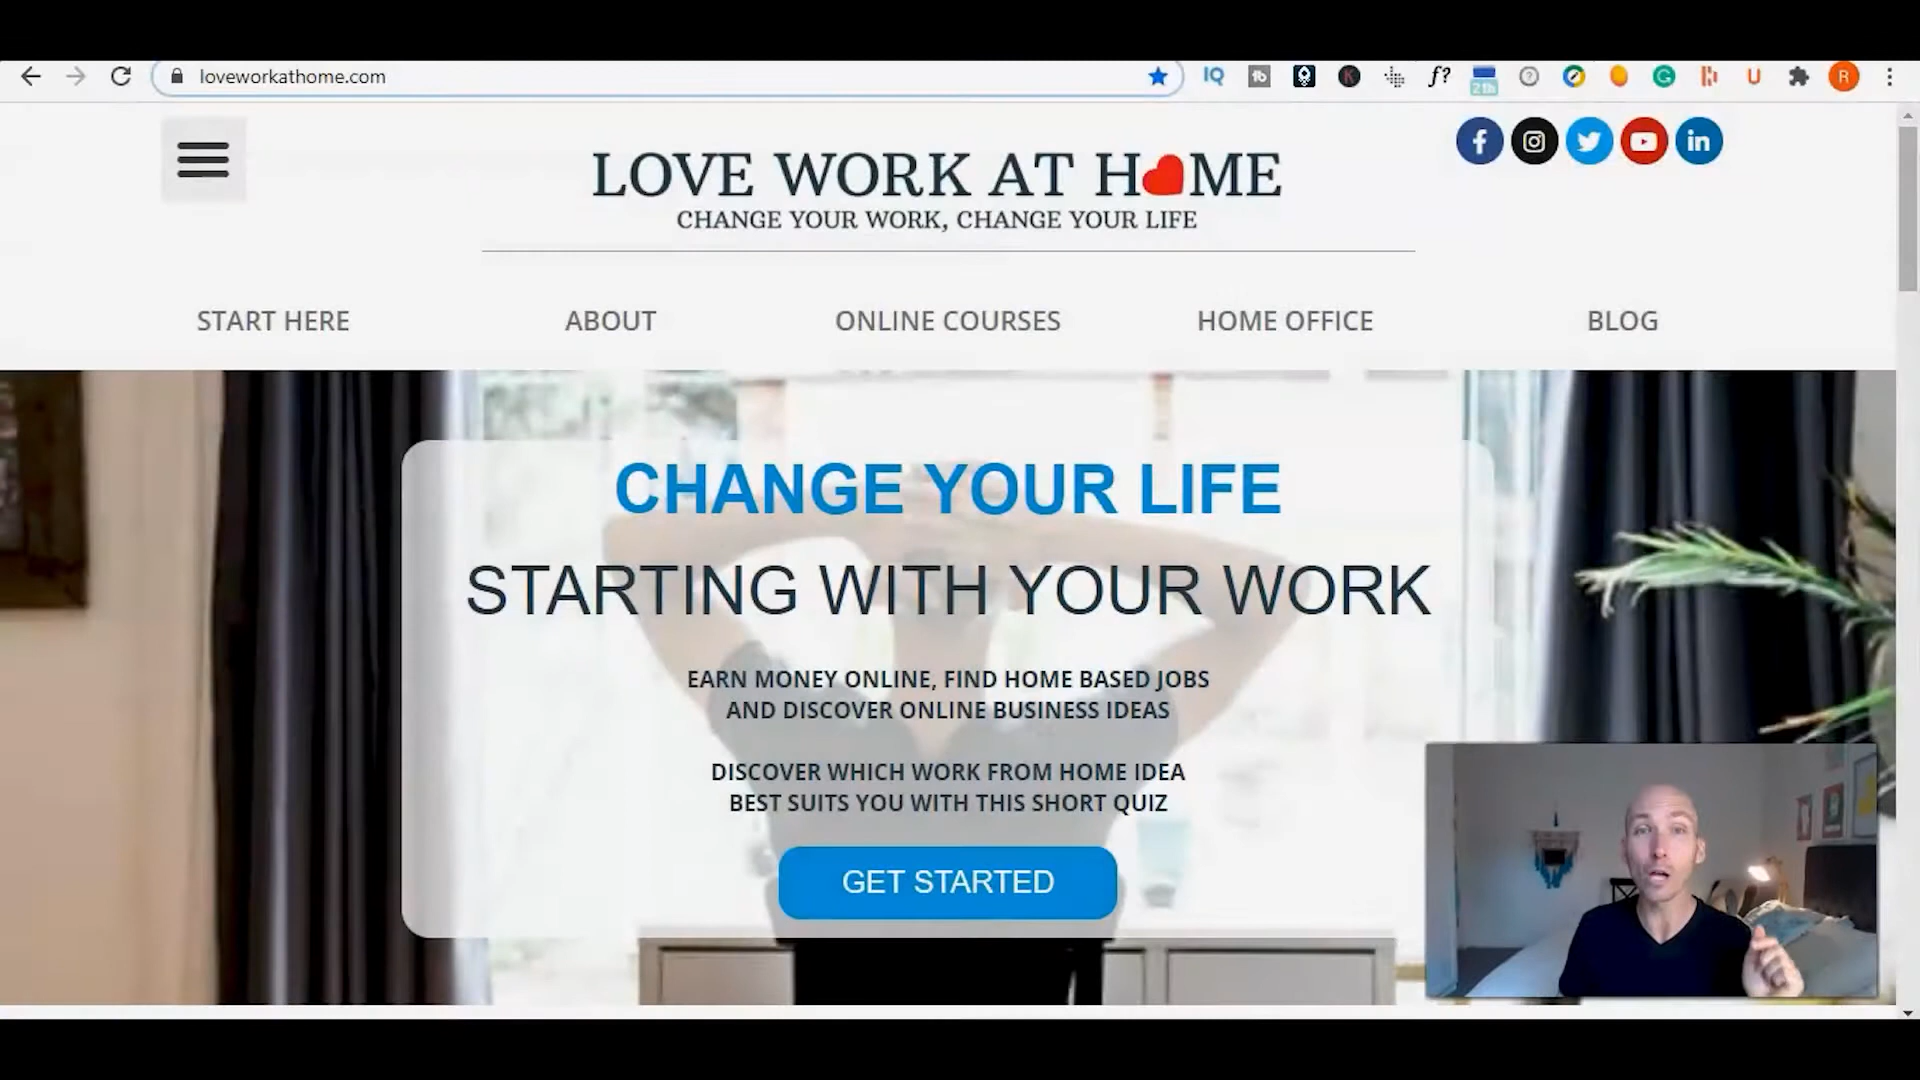 loveworkathome.com
IQ
f?
21h
U
R
LOVE WORK AT H ME
CHANGE YOUR WORK, CHANGE YOUR LIFE
START HERE
ABOUT
ONLINE COURSES
HOME OFFICE
BLOG
CHANGE YOUR LIFE
STARTING WITH YOUR WORK
EARN MONEY ONLINE, FIND HOME BASED JOBS
AND DISCOVER ONLINE BUSINESS IDEAS
DISCOVER WHICH WORK FROM HOME IDEA
BEST SUITS YOU WITH THIS SHORT QUIZ
GET STARTED